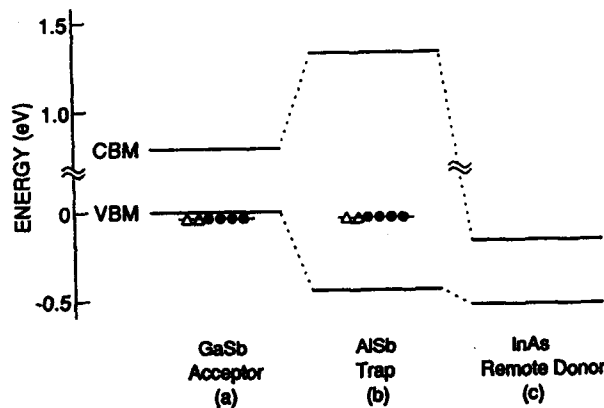 1.5
1.0
0
-0.5
ENERGY (eV)
CBM
VBM
GaSb
Acceptor
(a)
AlSb
Trap
(b)
InAs
Remote Donor
(c)